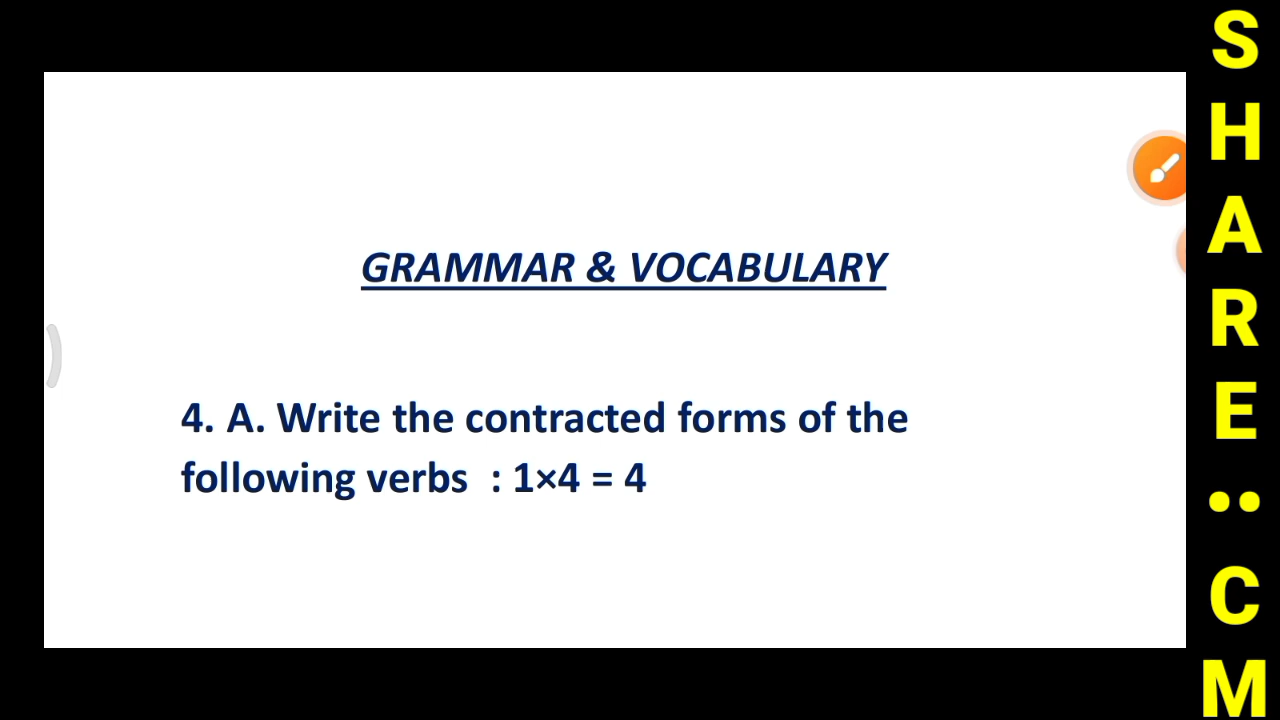 GRAMMAR & VOCABULARY
4. A. Write the contracted forms of the
following verbs  : 1×4 = 4
S
H
A
R
E
••
C
M